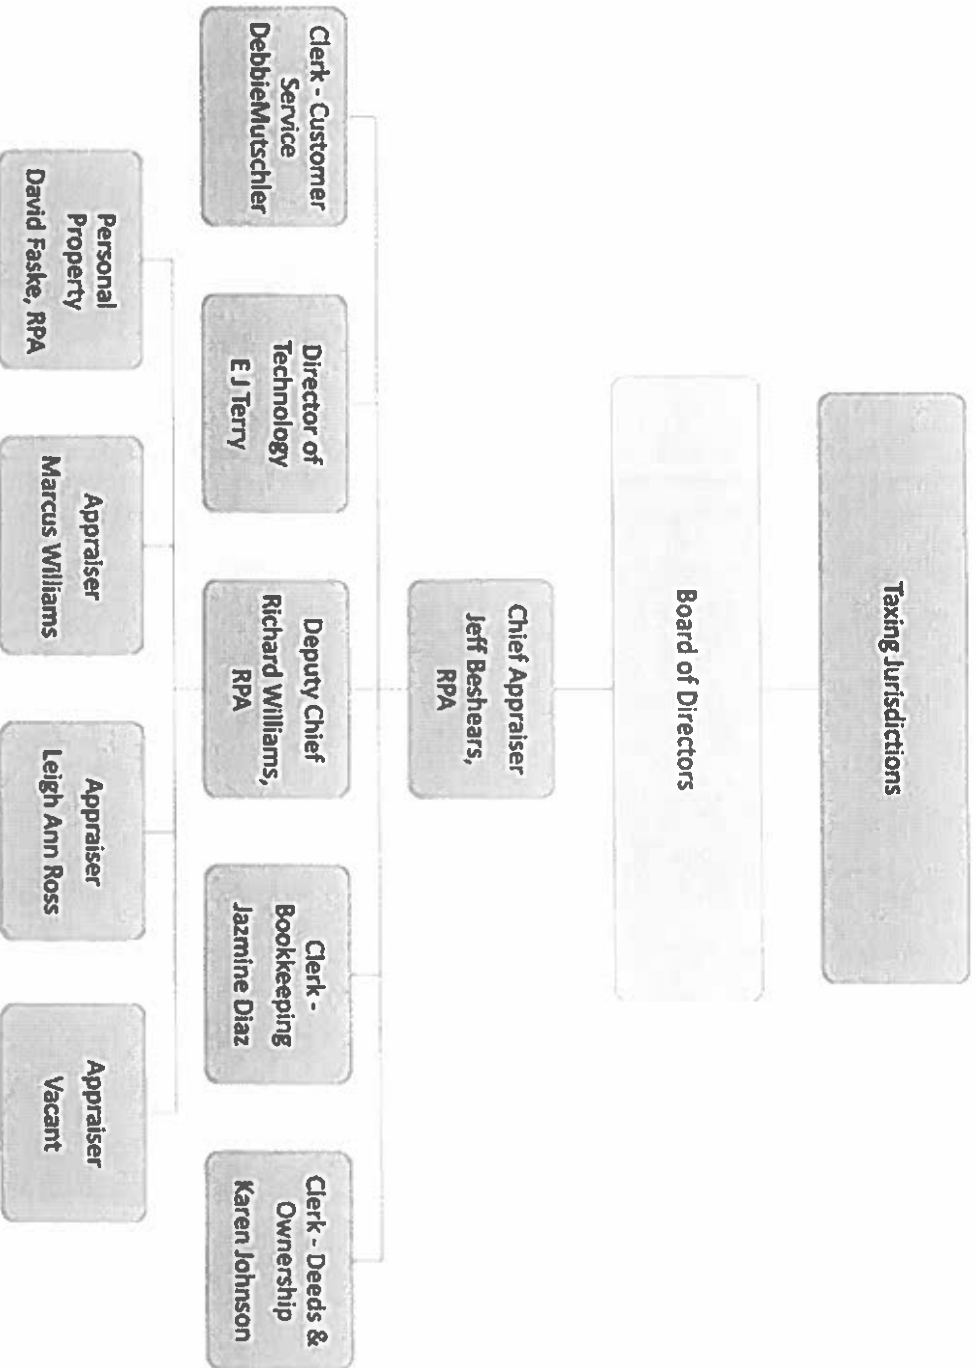 Taxing Jurisdictions
Board of Directors
Chief Appraiser
Jeff Beshears,
RPA
Clerk - Customer
Service
DebbieMutschler
Director of
Technology
E J Terry
Deputy Chief
Richard Williams,
RPA
Clerk -
Bookkeeping
Jazmine Diaz
Clerk - Deeds &
Ownership
Karen Johnson
Personal
Property
David Faske, RPA
Appraiser
Marcus Williams
Appraiser
Leigh Ann Ross
Appraiser
Vacant